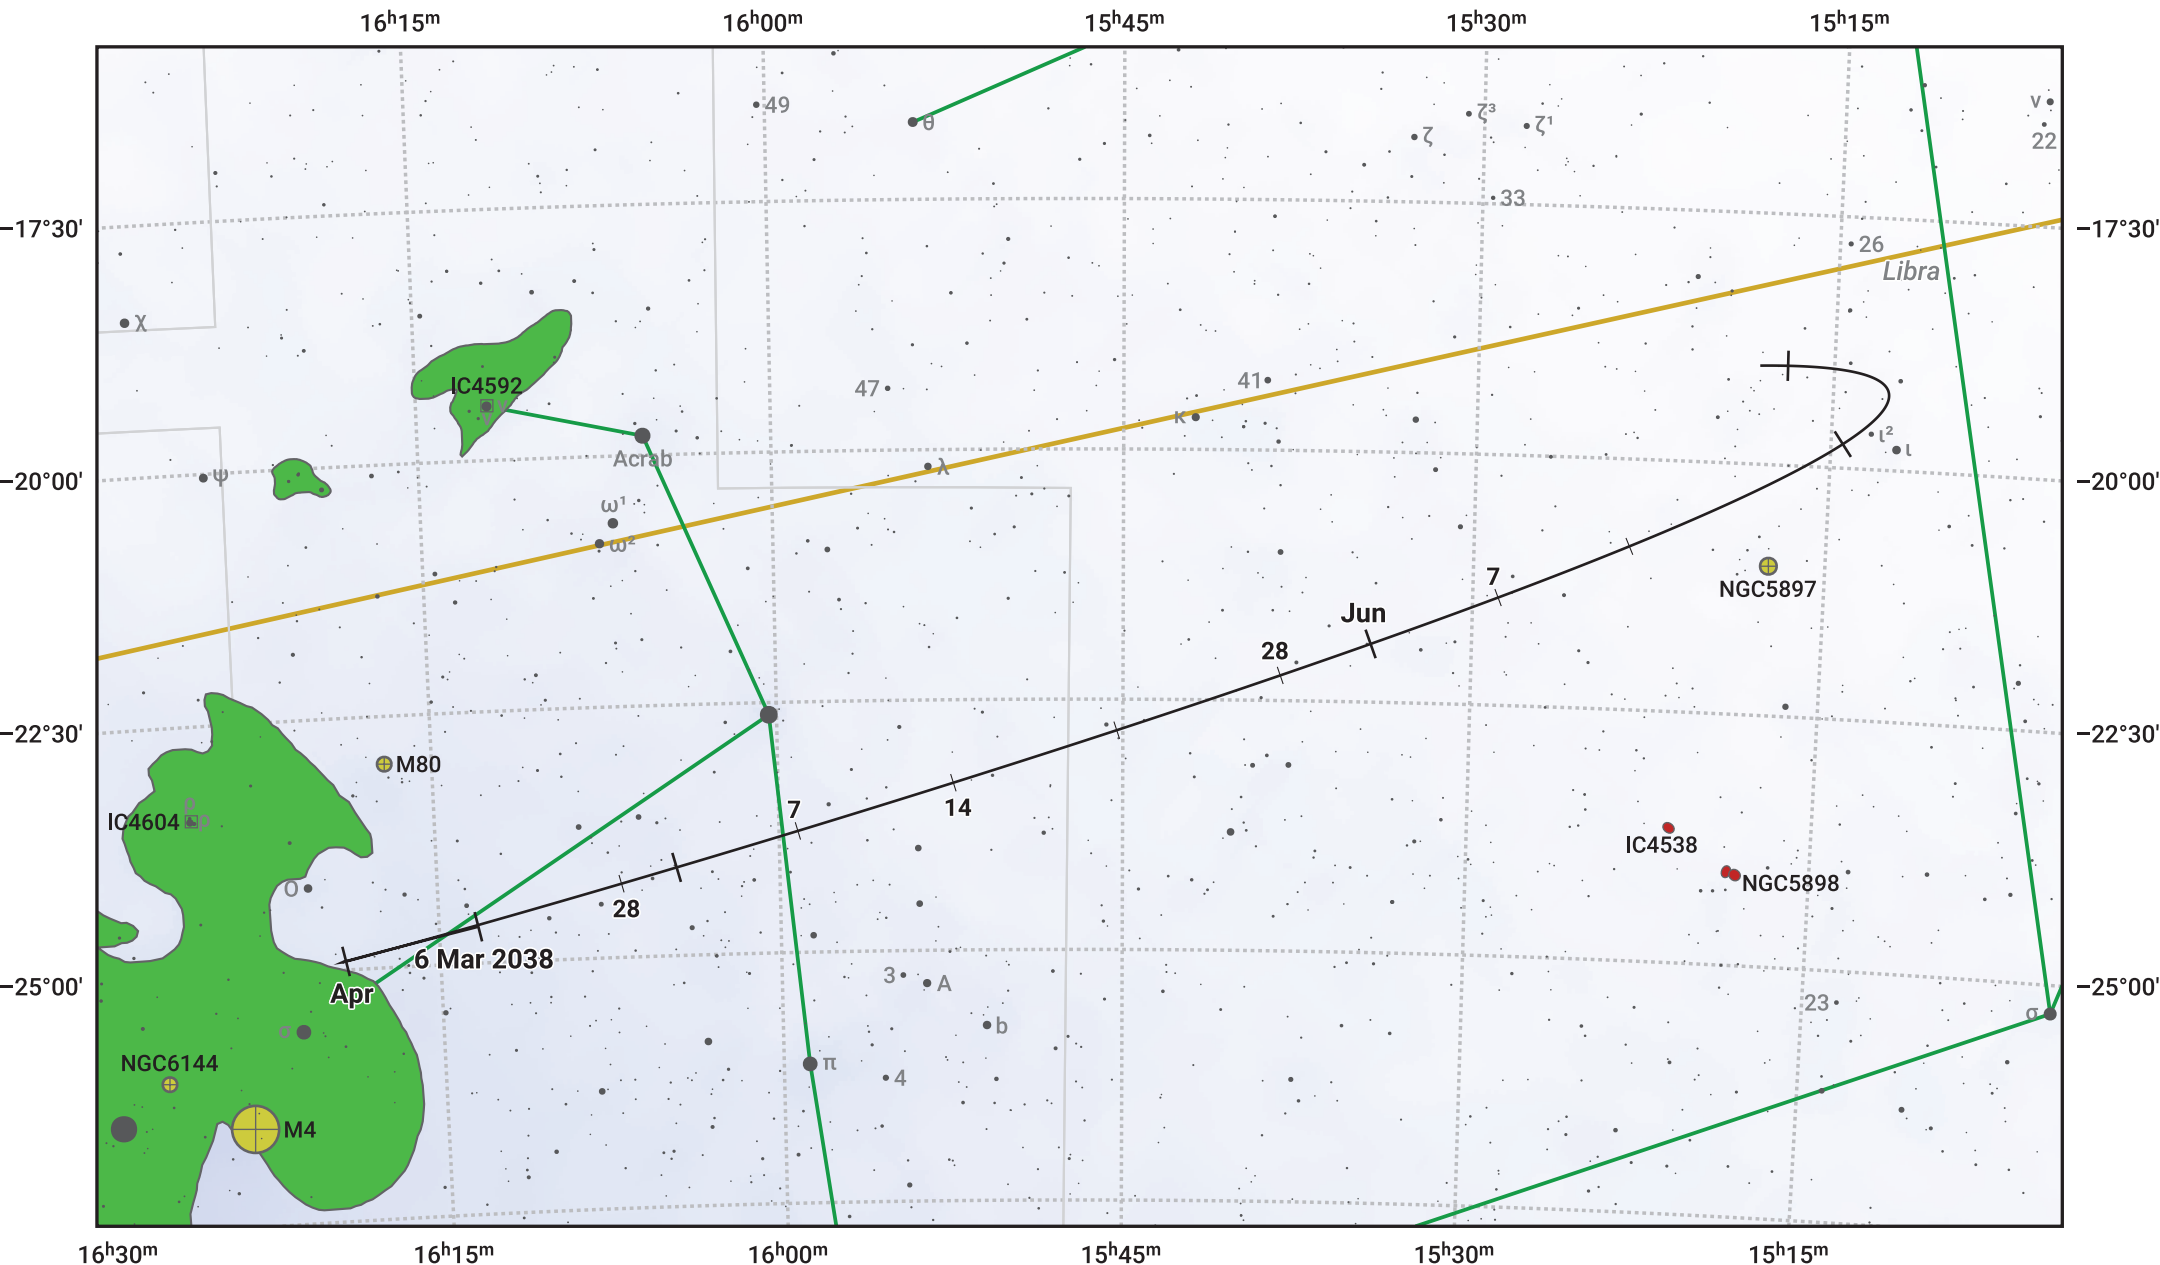 16ʰ15ᵐ 16ʰ00ᵐ 15ʰ45ᵐ 15ʰ30ᵐ 15ʰ15ᵐ
49
θ
ζ³
ζ¹
ζ
ν
22
33
−17°30'
−17°30'
26
Libra
χ
IC4592
ν
ν
47
41
κ
Acrab
λ
ι²
ι
ψ
−20°00'
−20°00'
ω¹
ω²
NGC5897
7
Jun
28
−22°30'
−22°30'
M80
ρ
IC4604
ρ
7
14
IC4538
NGC5898
ο
28
6 Mar 2038
Apr
3
A
−25°00'
−25°00'
23
σ
σ
b
NGC6144
π
4
M4
16ʰ30ᵐ 16ʰ15ᵐ 16ʰ00ᵐ 15ʰ45ᵐ 15ʰ30ᵐ 15ʰ15ᵐ